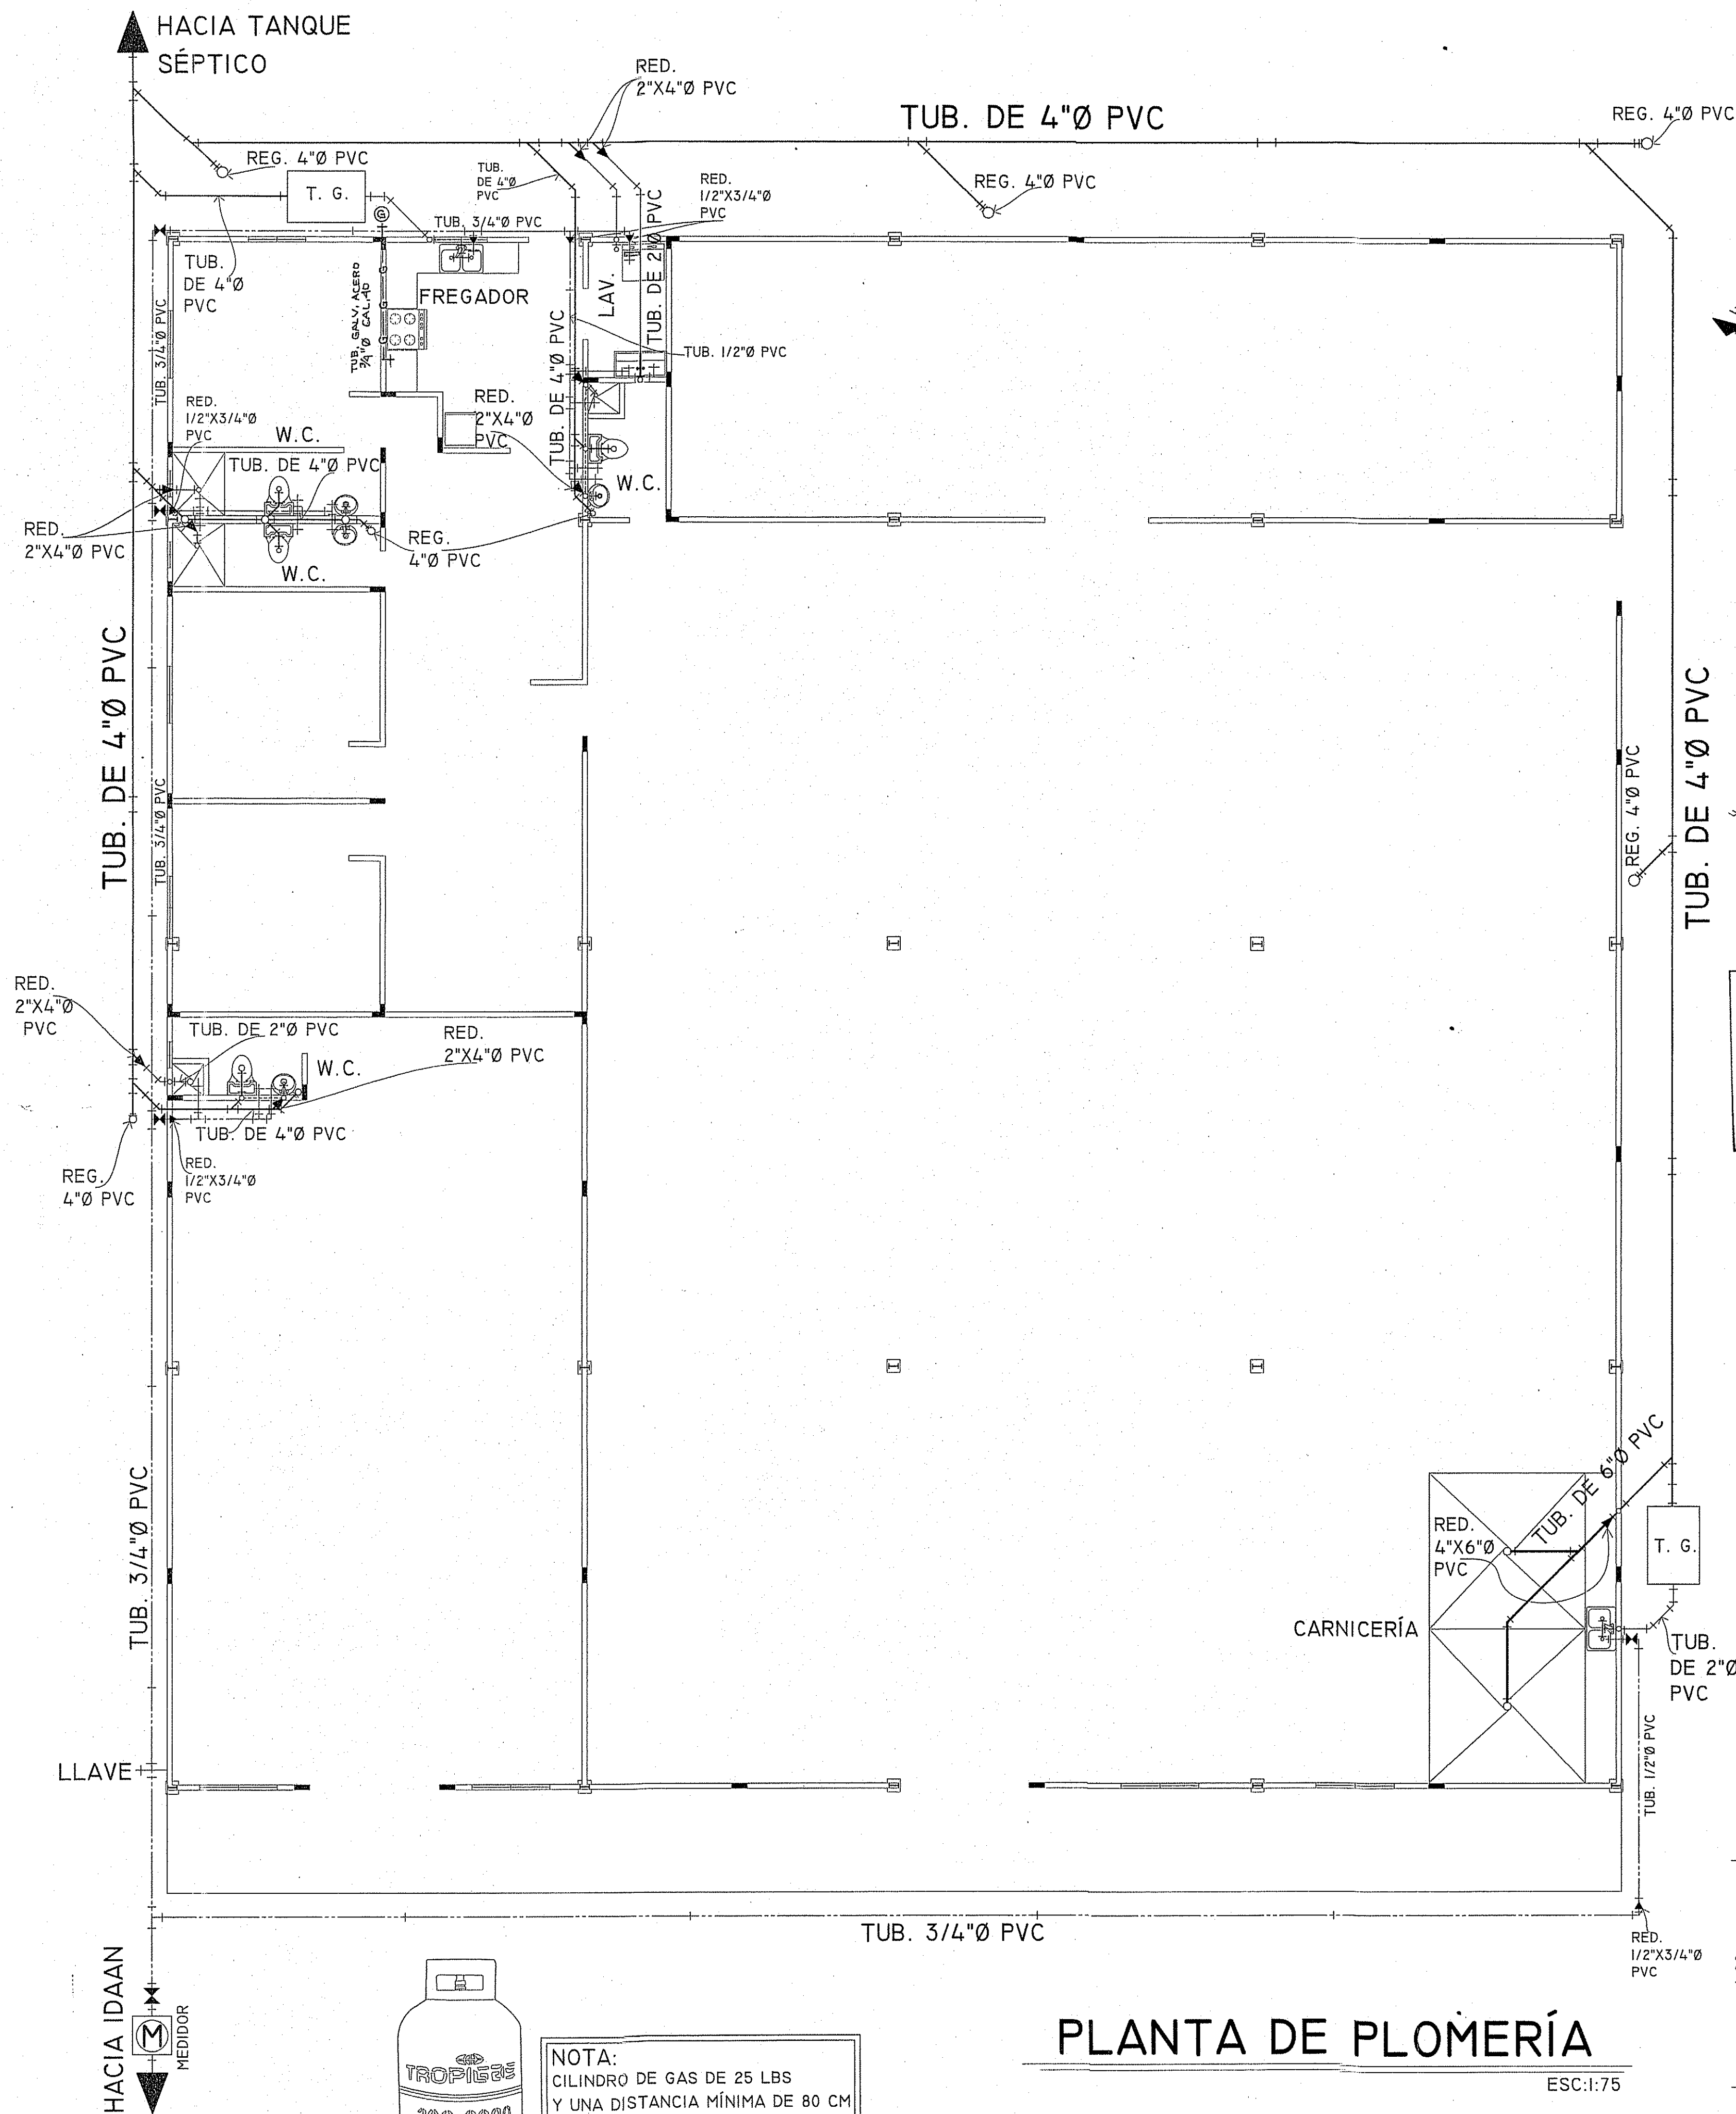 HACIA TANQUE
SÉPTICO
RED.
2"X4"Ø PVC
TUB. DE 4"Ø PVC
REG. 4"Ø PVC
REG. 4"Ø PVC
T. G.
TUB.
DE 4"Ø
PVC
RED.
1/2"X3/4"Ø
PVC
REG. 4"Ø PVC
G
TUB. 3/4"Ø PVC
TUB.
DE 4"Ø
PVC
TUB. GALV. ACERO
3/4"Ø CAL.40
G
G
G
FREGADOR
LAV.
TUB. DE 2"Ø PVC
TUB. 3/4"Ø PVC
TUB. DE 4"Ø PVC
TUB. 1/2"Ø PVC
RED.
1/2"X3/4"Ø
PVC
RED.
2"X4"Ø
PVC
W.C.
TUB. DE 4"Ø PVC
W.C.
RED.
2"X4"Ø PVC
REG.
4"Ø PVC
W.C.
TUB. DE 4"Ø PVC
TUB. 3/4"Ø PVC
REG. 4"Ø PVC
TUB. DE 4"Ø PVC
RED.
2"X4"Ø
PVC
TUB. DE 2"Ø PVC
RED.
2"X4"Ø PVC
W.C.
TUB. DE 4"Ø PVC
REG.
4"Ø PVC
RED.
1/2"X3/4"Ø
PVC
TUB. 3/4"Ø PVC
TUB. DE 6"Ø PVC
RED.
4"X6"Ø
PVC
T. G.
CARNICERÍA
TUB.
DE 2"Ø
PVC
TUB. 1/2"Ø PVC
LLAVE
TUB. 3/4"Ø PVC
RED.
1/2"X3/4"Ø
PVC
HACIA IDAAN
M
MEDIDOR
TROPIGAS
NOTA:
CILINDRO DE GAS DE 25 LBS
Y UNA DISTANCIA MÍNIMA DE 80 CM
PLANTA DE PLOMERÍA
ESC:1:75